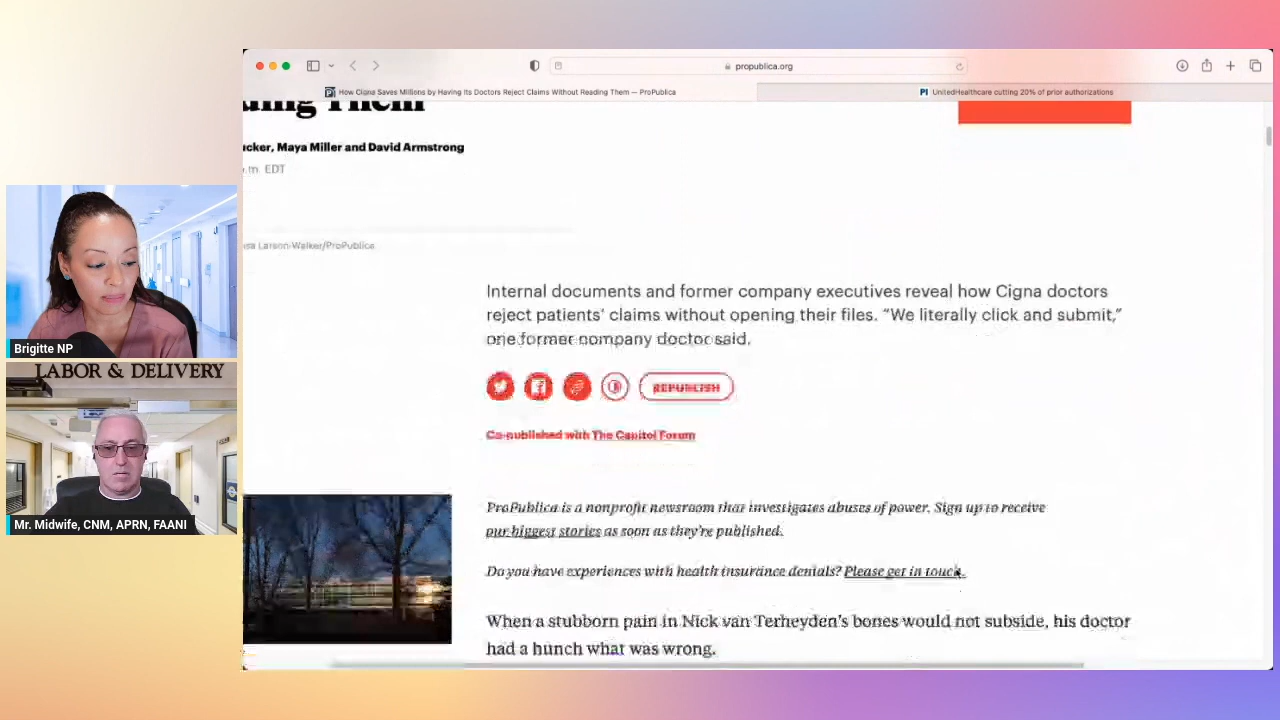 propublica.org
How Cigna Saves Millions by Having Its Doctors Reject Claims Without Reading Them — ProPublica
PI UnitedHealthcare cutting 20% of prior authorizations
Them
ucker, Maya Miller and David Armstrong
.m. EDT
sa Larson-Walker/ProPublica
Internal documents and former company executives reveal how Cigna doctors
reject patients’ claims without opening their files. “We literally click and submit,”
one former company doctor said.
REPUBLISH
Co-published with The Capitol Forum
ProPublica is a nonprofit newsroom that investigates abuses of power. Sign up to receive
our biggest stories as soon as they’re published.
Do you have experiences with health insurance denials? Please get in touch.
When a stubborn pain in Nick van Terheyden’s bones would not subside, his doctor
had a hunch what was wrong.
Brigitte NP
LABOR & DELIVERY
Mr. Midwife, CNM, APRN, FAANI